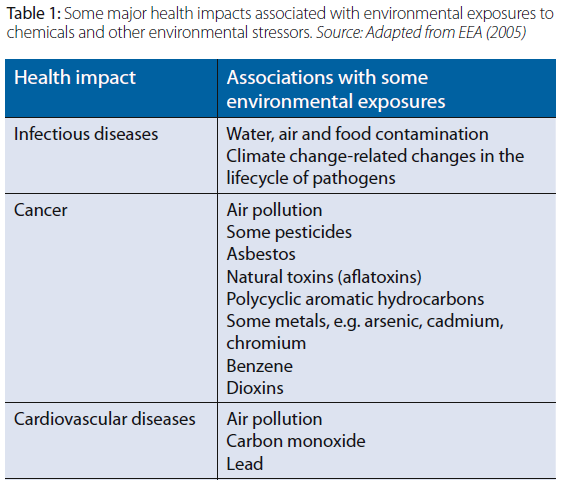 Table 1: Some major health impacts associated with environmental exposures to
chemicals and other environmental stressors. Source: Adapted from EEA (2005)
Health impact
Associations with some
environmental exposures
Infectious diseases
Water, air and food contamination
Climate change-related changes in the
lifecycle of pathogens
Cancer
Air pollution
Some pesticides
Asbestos
Natural toxins (aflatoxins)
Polycyclic aromatic hydrocarbons
Some metals, e.g. arsenic, cadmium,
chromium
Benzene
Dioxins
Cardiovascular diseases
Air pollution
Carbon monoxide
Lead